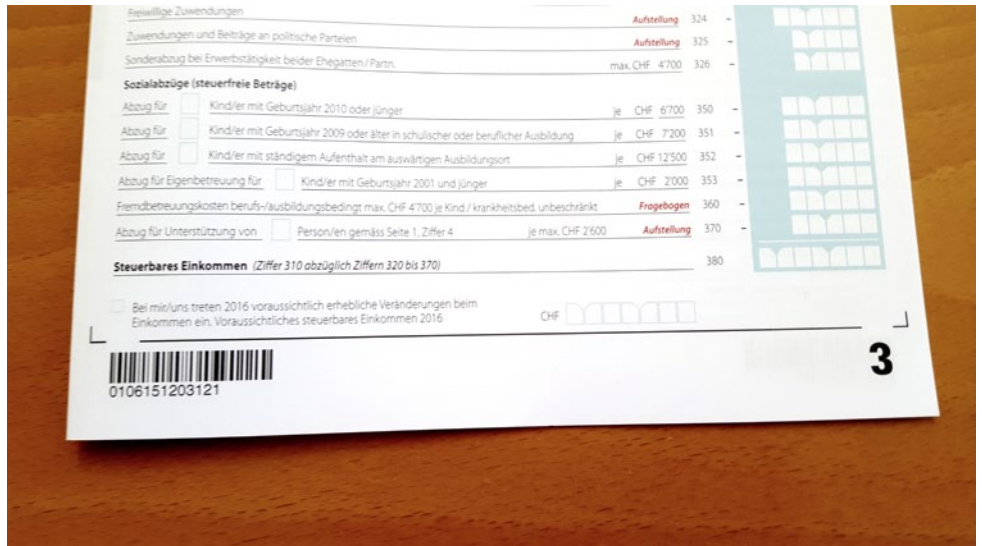 Freiwillige Zuwendungen Aufstellung 324 -
Zuwendungen und Beiträge an politische Parteien Aufstellung 325 -
Sonderabzug bei Erwerbstätigkeit beider Ehegatten/Partn. max. CHF 4'700 326 -
Sozialabzüge (steuerfreie Beträge)
Abzug für Kind/er mit Geburtsjahr 2010 oder jünger je CHF 6'700 350 -
Abzug für Kind/er mit Geburtsjahr 2009 oder älter in schulischer oder beruflicher Ausbildung je CHF 7'200 351 -
Abzug für Kind/er mit ständigem Aufenthalt am auswärtigen Ausbildungsort je CHF 12'500 352 -
Abzug für Eigenbetreuung für Kind/er mit Geburtsjahr 2001 und jünger je CHF 2'000 353 -
Fremdbetreuungskosten berufs-/ausbildungsbedingt max. CHF 4'700 je Kind / krankheitsbed. unbeschränkt Fragebogen 360 -
Abzug für Unterstützung von Person/en gemäss Seite 1, Ziffer 4 je max. CHF 2'600 Aufstellung 370 -
Steuerbares Einkommen (Ziffer 310 abzüglich Ziffern 320 bis 370) 380
Bei mir/uns treten 2016 voraussichtlich erhebliche Veränderungen beim
Einkommen ein. Voraussichtliches steuerbares Einkommen 2016 CHF
3
0106151203121